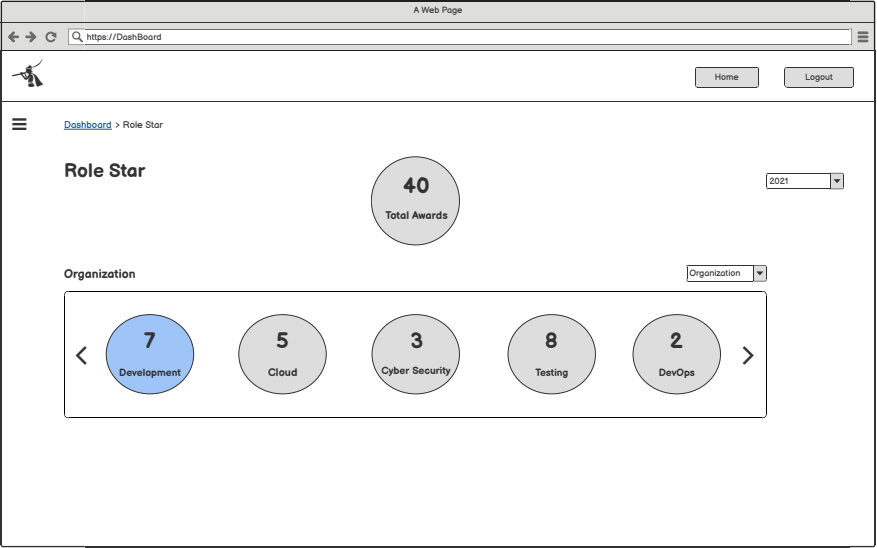 A Web Page
https://DashBoard
Home
Logout
Dashboard > Role Star
Role Star
40
Total Awards
2021
Organization
Organization
7
Development
5
Cloud
3
Cyber Security
8
Testing
2
DevOps